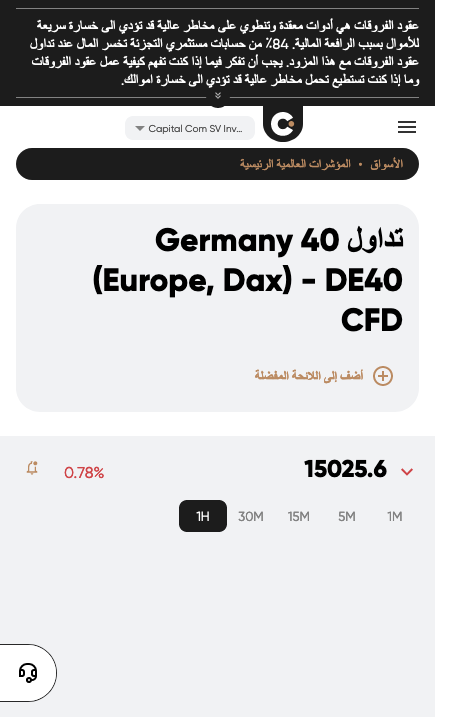 عقود الفروقات هي أدوات معقدة وتنطوي على مخاطر عالية قد تؤدي الى خسارة سريعة
للأموال بسبب الرافعة المالية. 84٪ من حسابات مستثمري التجزئة تخسر المال عند تداول
عقود الفروقات مع هذا المزود. يجب أن تفكر فيما إذا كنت تفهم كيفية عمل عقود الفروقات
وما إذا كنت تستطيع تحمل مخاطر عالية قد تؤدي الى خسارة اموالك.
Capital Com SV Inv...
الأسواق • المؤشرات العالمية الرئيسية
تداول Germany 40
(Europe, Dax) - DE40
CFD
أضف إلى اللائحة المفضلة
15025.6
0.78%
1H 30M 15M 5M 1M